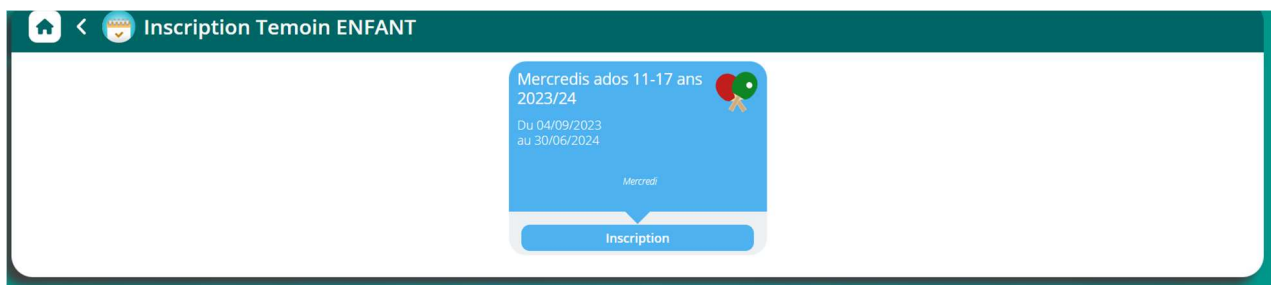 Inscription Temoin ENFANT
Mercredis ados 11-17 ans
2023/24
Du 04/09/2023
au 30/06/2024
Mercredi
Inscription